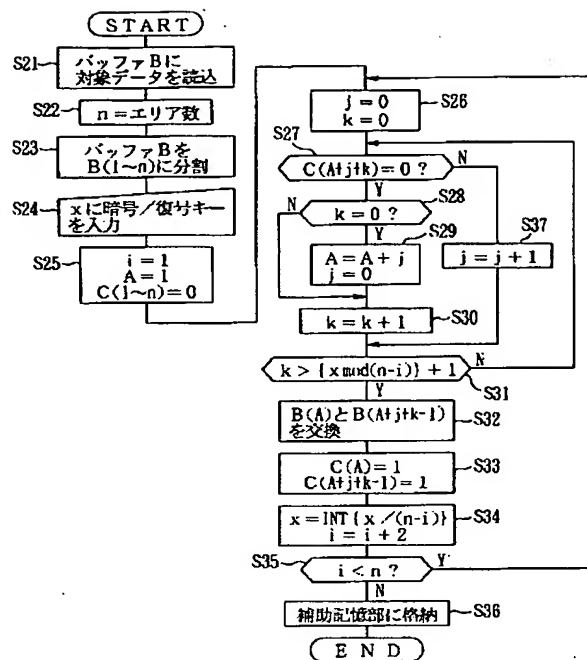 START
S21
バッファBに
対象データを読込
S22
n=エリア数
S23
バッファBを
B(1~n)に分割
S24
xに暗号/復号キー
を入力
S25
i=1
A=1
C(1~n)=0
j=0
k=0
S26
S27
C(A+j+k)=0?
N
Y
S28
N
k=0?
Y
S29
A=A+j
j=0
S37
j=j+1
k=k+1
S30
k>{x mod(n-i)}+1
N
S31
Y
B(A)とB(A+j+k-1)
を交換
S32
C(A)=1
C(A+j+k-1)=1
S33
x=INT{x/(n-i)}
i=i+2
S34
S35
i<n?
Y
N
補助記憶部に格納
S36
END